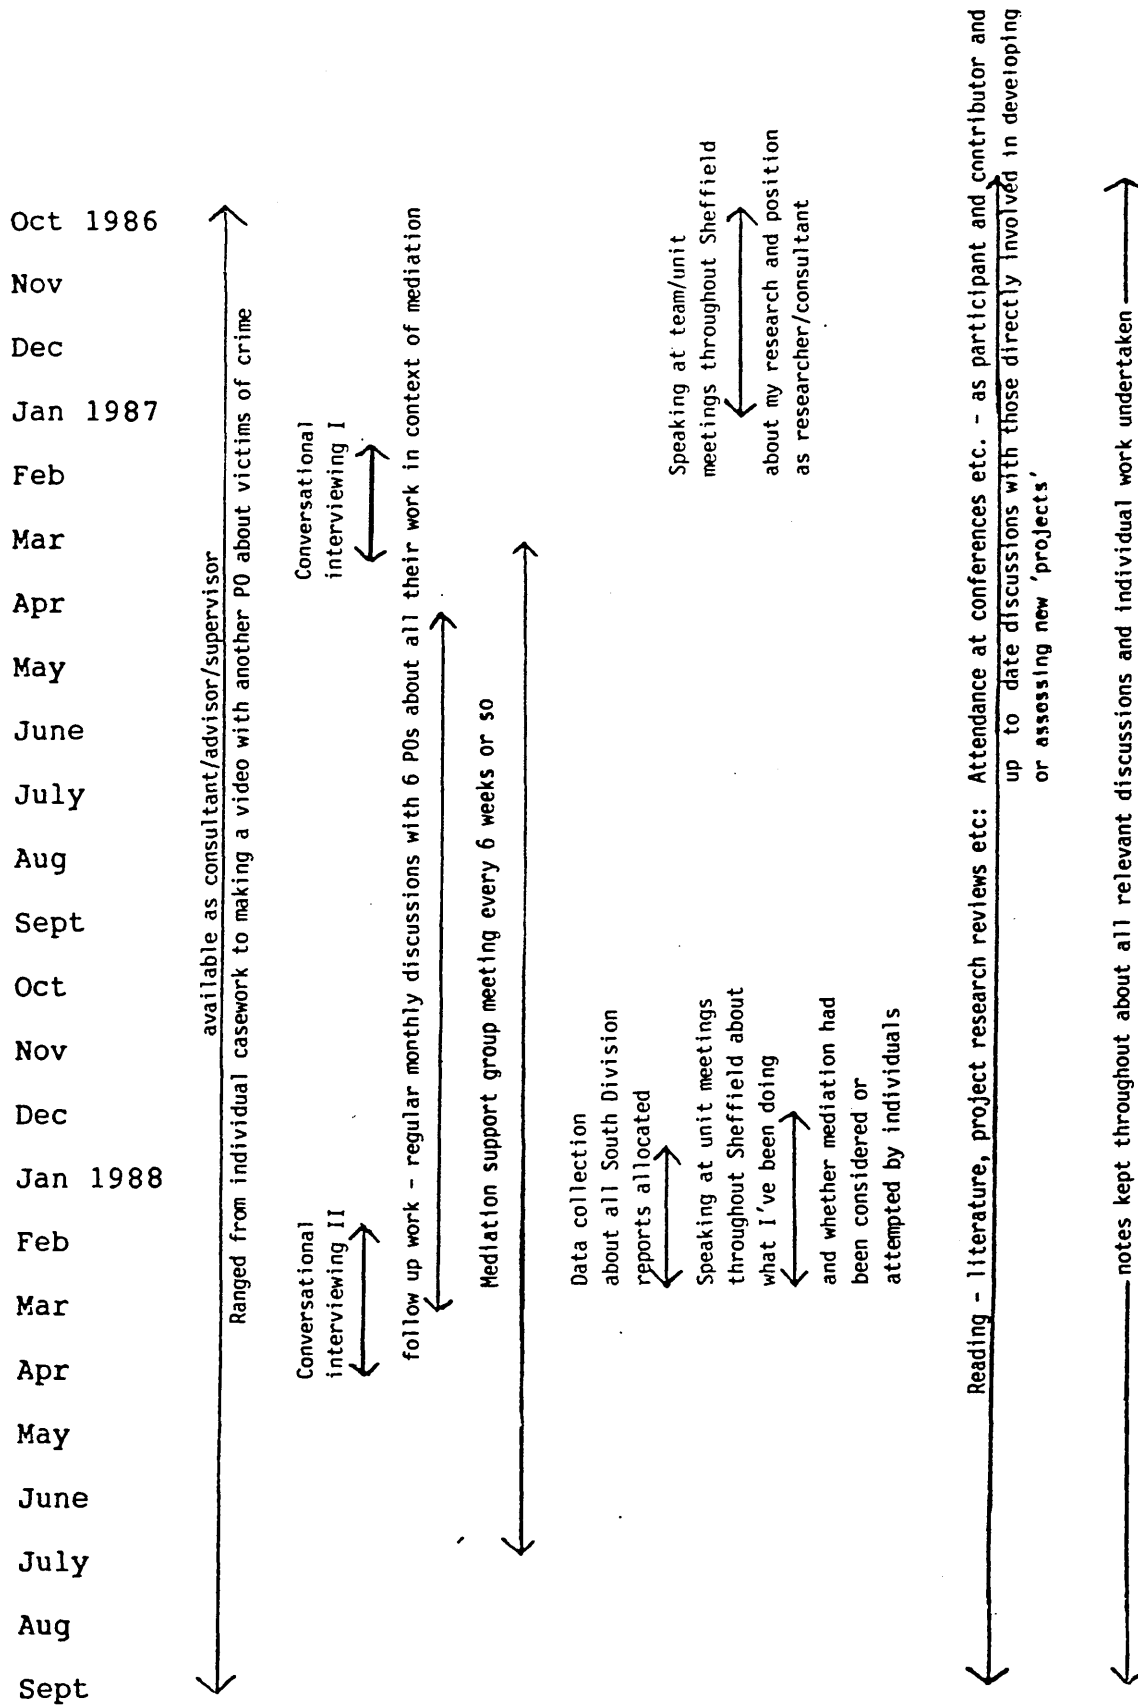 Oct 1986
Nov
Dec
Jan 1987
Feb
Mar
Apr
May
June
July
Aug
Sept
Oct
Nov
Dec
Jan 1988
Feb
Mar
Apr
May
June
July
Aug
Sept
available as consultant/advisor/supervisor
Ranged from individual casework to making a video with another PO about victims of crime
Conversational
interviewing I
Conversational
interviewing II
follow up work - regular monthly discussions with 6 POs about all their work in context of mediation
Mediation support group meeting every 6 weeks or so
Data collection
about all South Division
reports allocated
Speaking at team/unit
meetings throughout Sheffield
about my research and position
as researcher/consultant
Speaking at unit meetings
throughout Sheffield about
what I've been doing
and whether mediation had
been considered or
attempted by individuals
Reading - literature, project research reviews etc: Attendance at conferences etc. - as participant and contributor and
up to date discussions with those directly involved in developing
or assessing new 'projects'
notes kept throughout about all relevant discussions and individual work undertaken